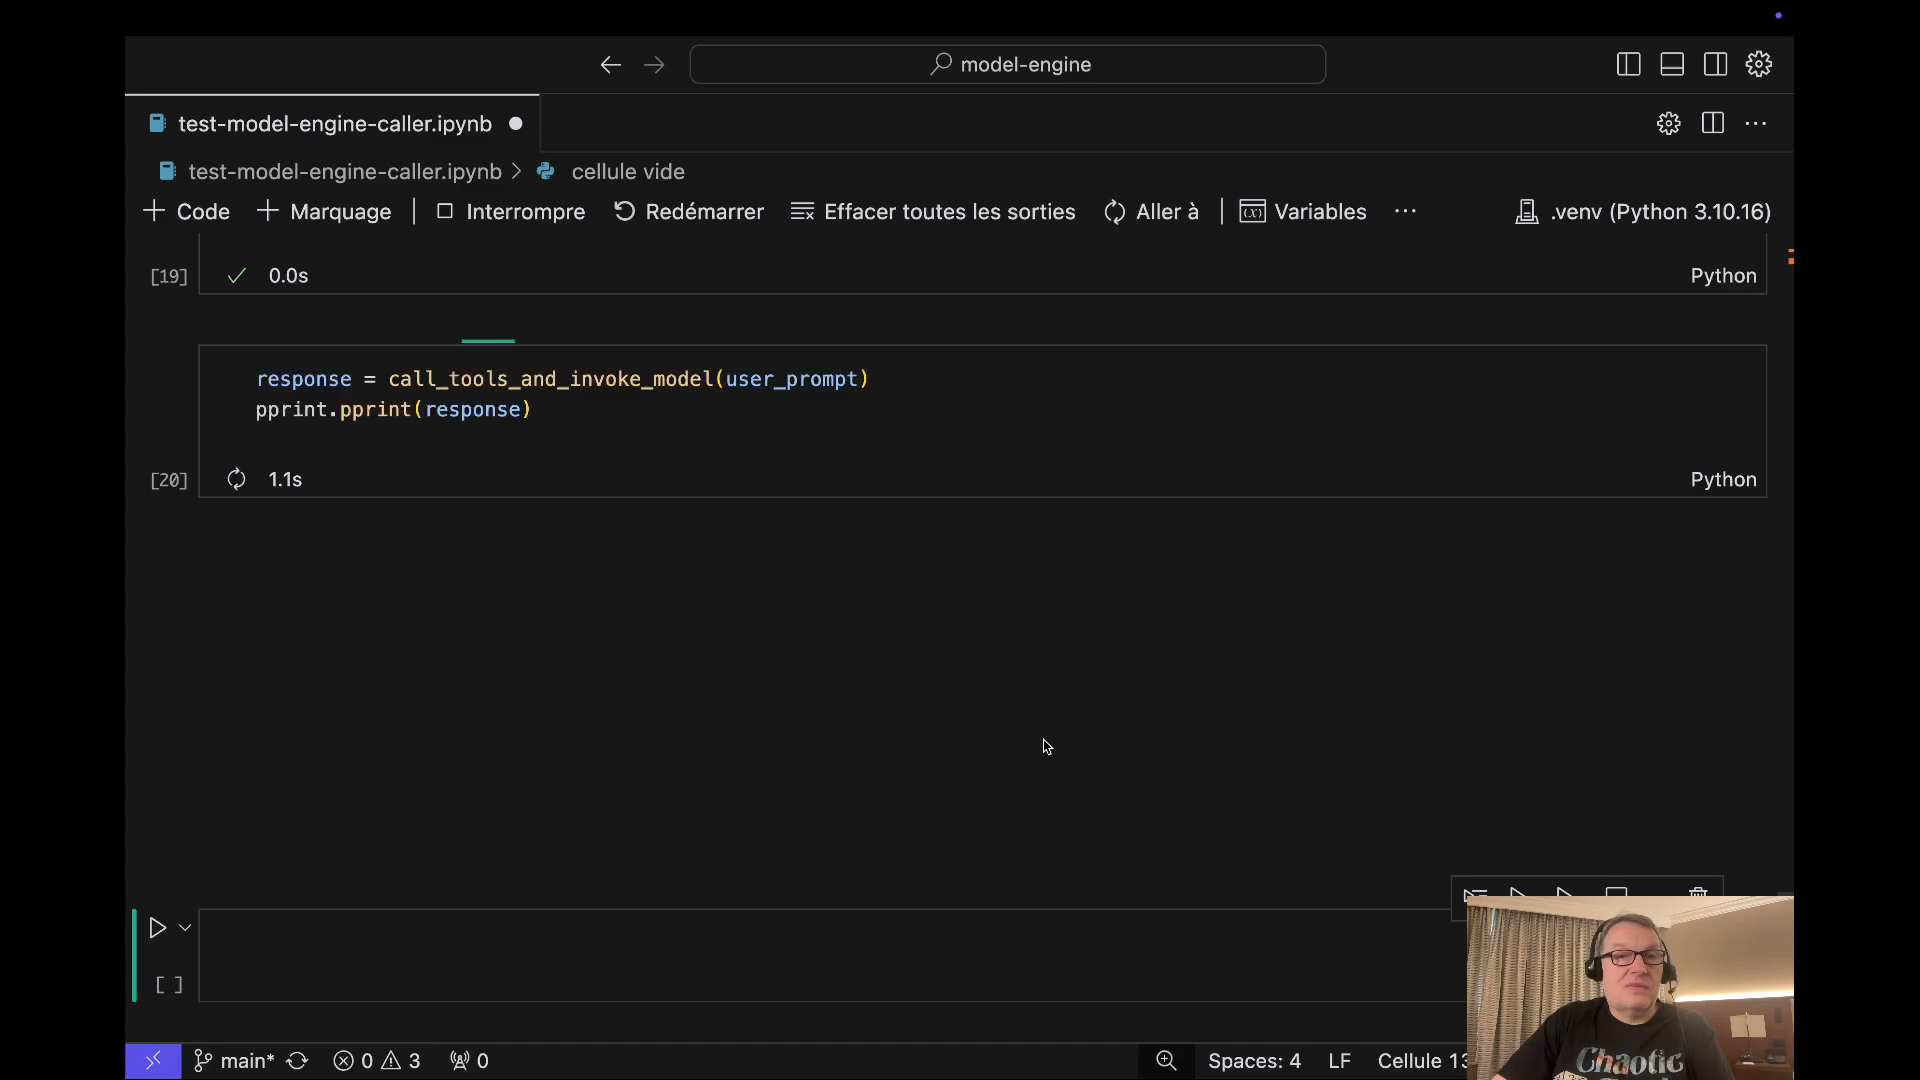 model-engine
test-model-engine-caller.ipynb
test-model-engine-caller.ipynb > cellule vide
Code Marquage | Interrompre Redémarrer Effacer toutes les sorties Aller à | Variables ··· .venv (Python 3.10.16)
[19] 0.0s Python
response = call_tools_and_invoke_model(user_prompt)
pprint.pprint(response)
[20] 1.1s Python
[ ]
main* 0 3 0 Spaces: 4 LF Cellule 13
Chaotic